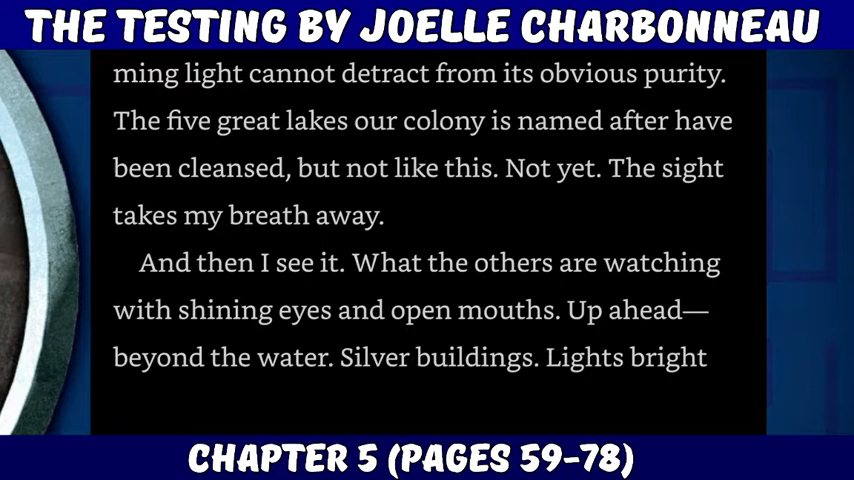 THE TESTING BY JOELLE CHARBONNEAU
ming light cannot detract from its obvious purity.
The five great lakes our colony is named after have
been cleansed, but not like this. Not yet. The sight
takes my breath away.
And then I see it. What the others are watching
with shining eyes and open mouths. Up ahead—
beyond the water. Silver buildings. Lights bright
CHAPTER 5 (PAGES 59-78)